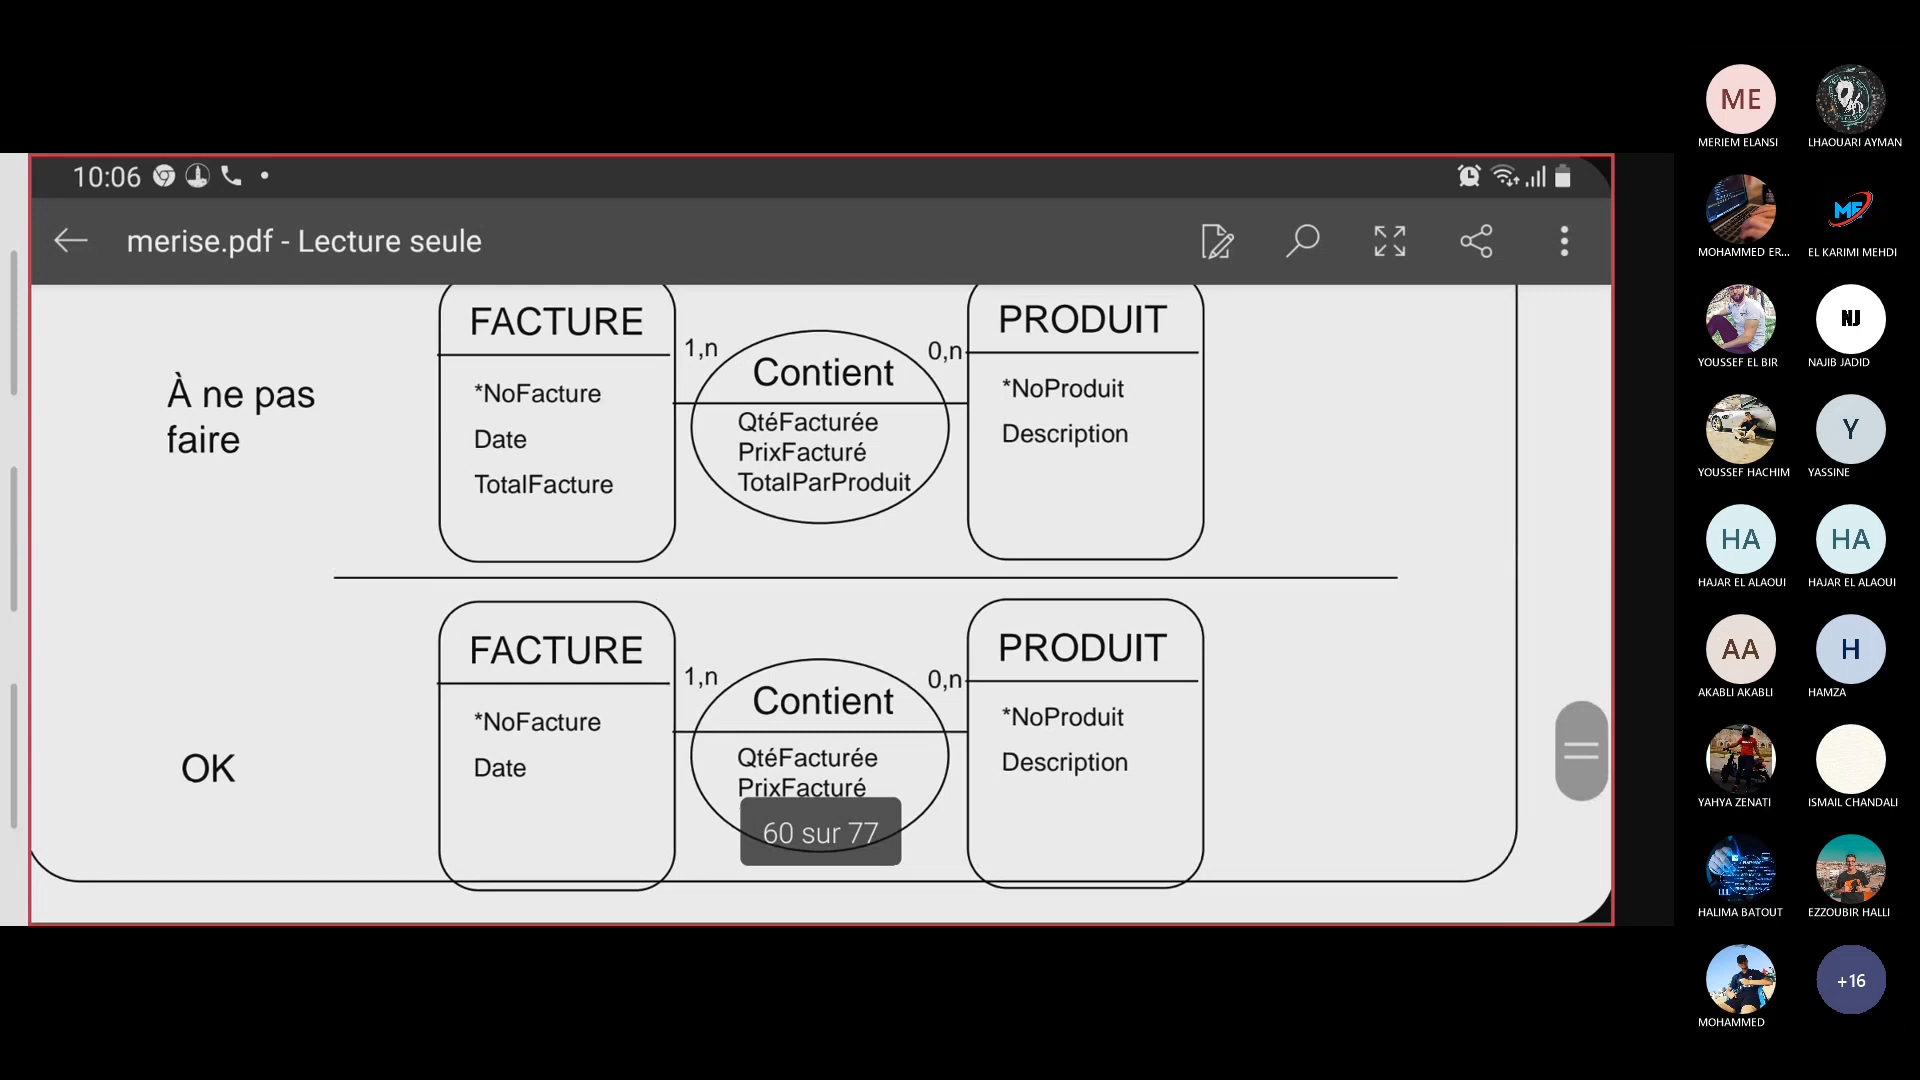 10:06
merise.pdf - Lecture seule
FACTURE
*NoFacture
Date
TotalFacture
1,n
Contient
QtéFacturée
PrixFacturé
TotalParProduit
0,n
PRODUIT
*NoProduit
Description
À ne pas
faire
FACTURE
*NoFacture
Date
1,n
Contient
QtéFacturée
PrixFacturé
0,n
PRODUIT
*NoProduit
Description
OK
60 sur 77
ME
MERIEM ELANSI
LHAOUARI AYMAN
MOHAMMED ER...
ME
EL KARIMI MEHDI
YOUSSEF EL BIR
NJ
NAJIB JADID
YOUSSEF HACHIM
Y
YASSINE
HA
HAJAR EL ALAOUI
HA
HAJAR EL ALAOUI
AA
AKABLI AKABLI
H
HAMZA
YAHYA ZENATI
ISMAIL CHANDALI
HALIMA BATOUT
EZZOUBIR HALLI
MOHAMMED
+16